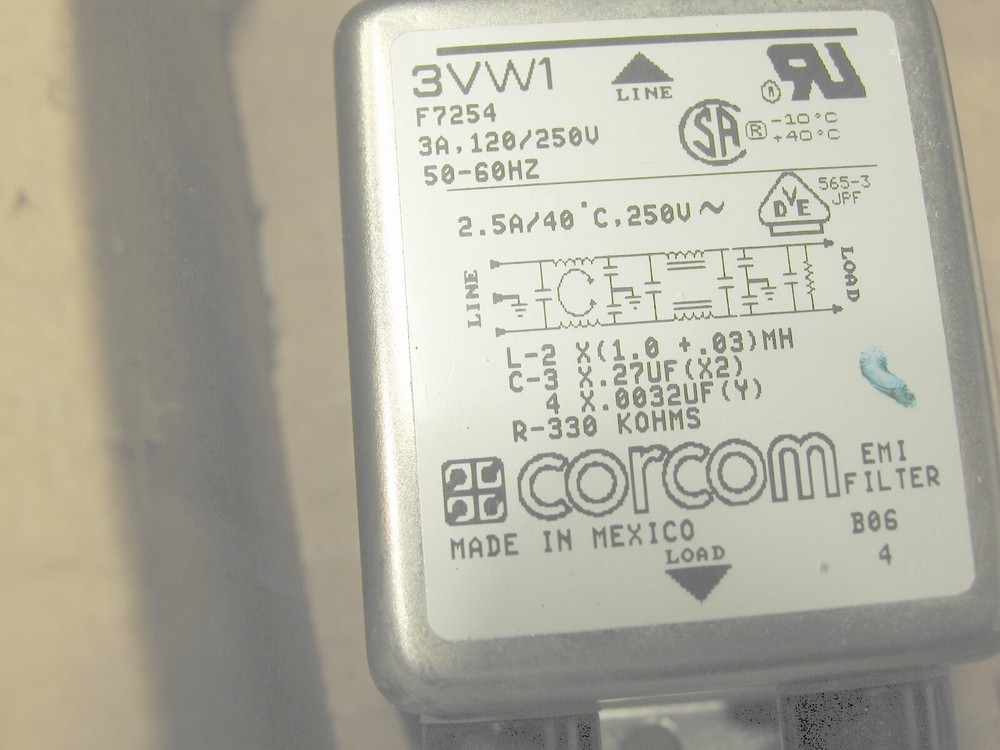 3VW1
LINE
F7254
3A,120/250V
50-60HZ
SA ® -10°C
+40°C
2.5A/40°C,250V~
DVE 565-3
JPF
LINE
LOAD
L-2 X(1.0 +.03)MH
C-3 X.27UF(X2)
4 X.0032UF(Y)
R-330 KOHMS
corcom EMI
FILTER
MADE IN MEXICO
B06
4
LOAD